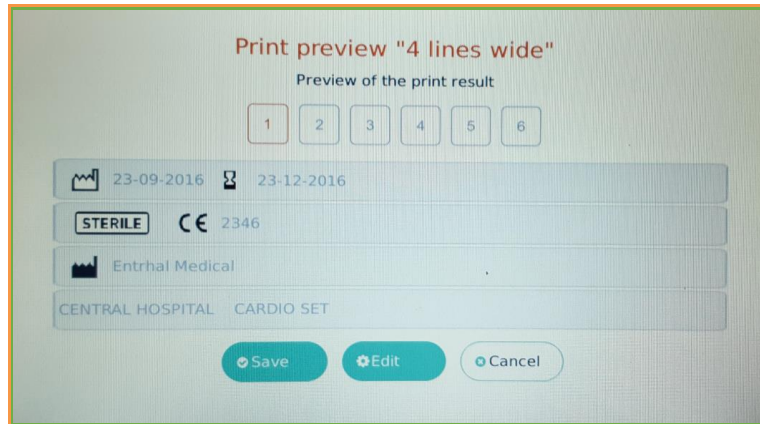 Print preview "4 lines wide"
Preview of the print result
1 2 3 4 5 6
23-09-2016 23-12-2016
STERILE CE 2346
Entrhal Medical
CENTRAL HOSPITAL CARDIO SET
Save Edit Cancel